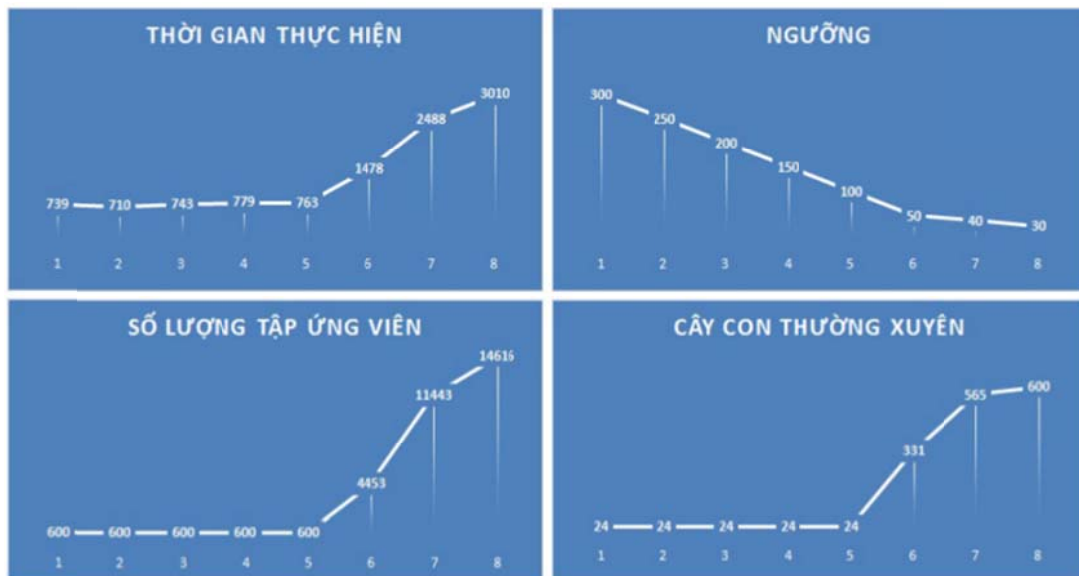 THỜI GIAN THỰC HIỆN
3010
2488
1478
739 710 743 779 763
1 2 3 4 5 6 7 8
NGƯỠNG
300
250
200
150
100
50 40 30
1 2 3 4 5 6 7 8
SỐ LƯỢNG TẬP ỨNG VIÊN
14616
11443
4453
600 600 600 600 600
1 2 3 4 5 6 7 8
CÂY CON THƯỜNG XUYÊN
565 600
331
24 24 24 24 24
1 2 3 4 5 6 7 8